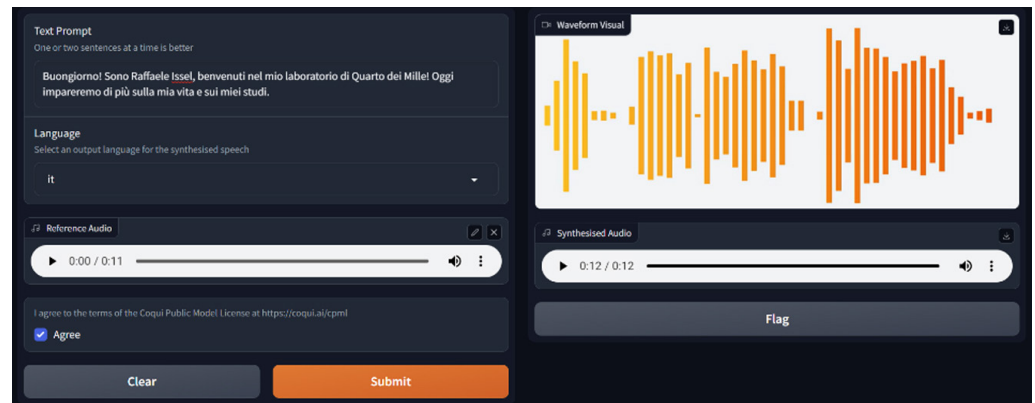 Text Prompt
One or two sentences at a time is better
Buongiorno! Sono Raffaele Issel, benvenuti nel mio laboratorio di Quarto dei Mille! Oggi
impareremo di più sulla mia vita e sui miei studi.
Language
Select an output language for the synthesised speech
it
Reference Audio
0:00 / 0:11
I agree to the terms of the Coqui Public Model License at https://coqui.ai/cpml
Agree
Clear
Submit
Waveform Visual
Synthesised Audio
0:12 / 0:12
Flag